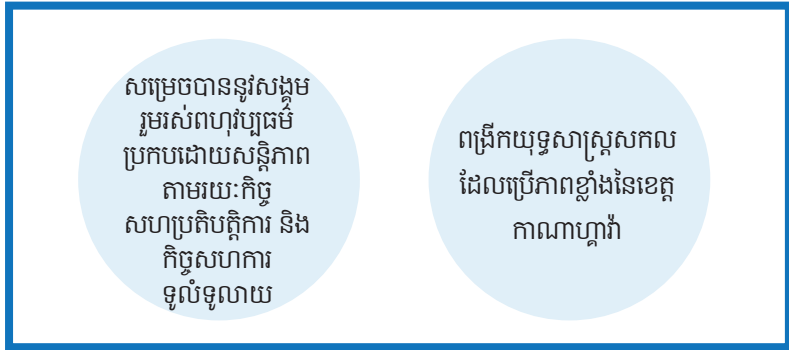 សម្រេចបាននូវសង្គម
រួមរស់ពហុវប្បធម៌
ប្រកបដោយសន្តិភាព
តាមរយៈកិច្ច
សហប្រតិបត្តិការ និង
កិច្ចសហការ
ទូលំទូលាយ
ពង្រីកយុទ្ធសាស្ត្រសកល
ដែលប្រើភាពខ្លាំងនៃខេត្ត
កាណាហ្គាវ៉ា